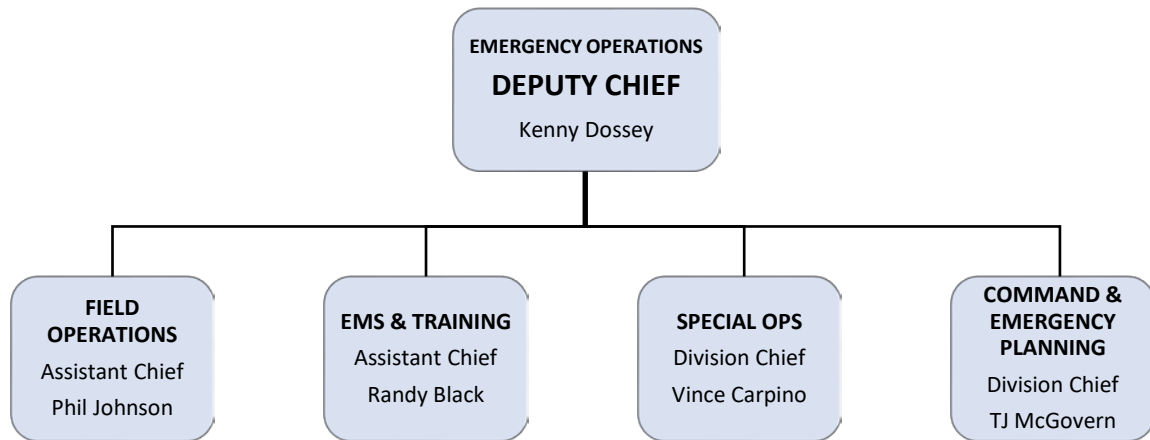 EMERGENCY OPERATIONS
DEPUTY CHIEF
Kenny Dossey
FIELD
OPERATIONS
Assistant Chief
Phil Johnson
EMS & TRAINING
Assistant Chief
Randy Black
SPECIAL OPS
Division Chief
Vince Carpino
COMMAND &
EMERGENCY
PLANNING
Division Chief
TJ McGovern